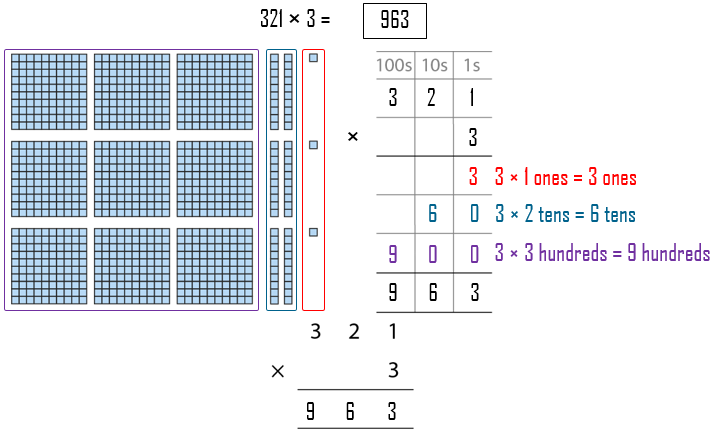 321 × 3 = 963
100s 10s 1s
3 2 1
× 3
3 3 × 1 ones = 3 ones
6 0 3 × 2 tens = 6 tens
9 0 0 3 × 3 hundreds = 9 hundreds
9 6 3
3 2 1
× 3
9 6 3